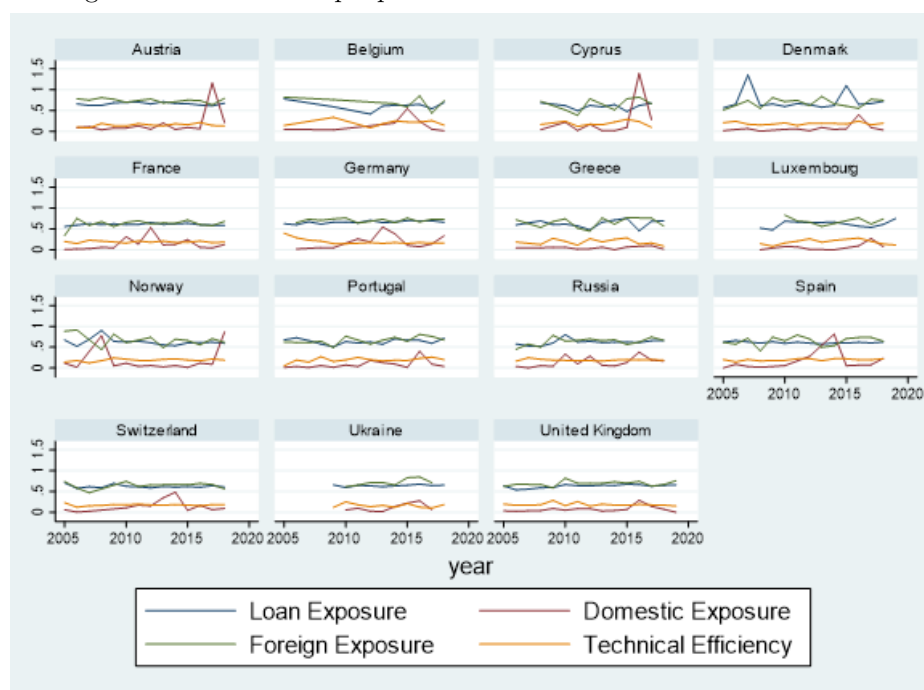 Austria Belgium Cyprus Denmark
0 .5 1 1.5
France Germany Greece Luxembourg
0 .5 1 1.5
Norway Portugal Russia Spain
0 .5 1 1.5
2005 2010 2015 2020
Switzerland Ukraine United Kingdom
0 .5 1 1.5
2005 2010 2015 2020 2005 2010 2015 2020 2005 2010 2015 2020
year
Loan Exposure Domestic Exposure
Foreign Exposure Technical Efficiency